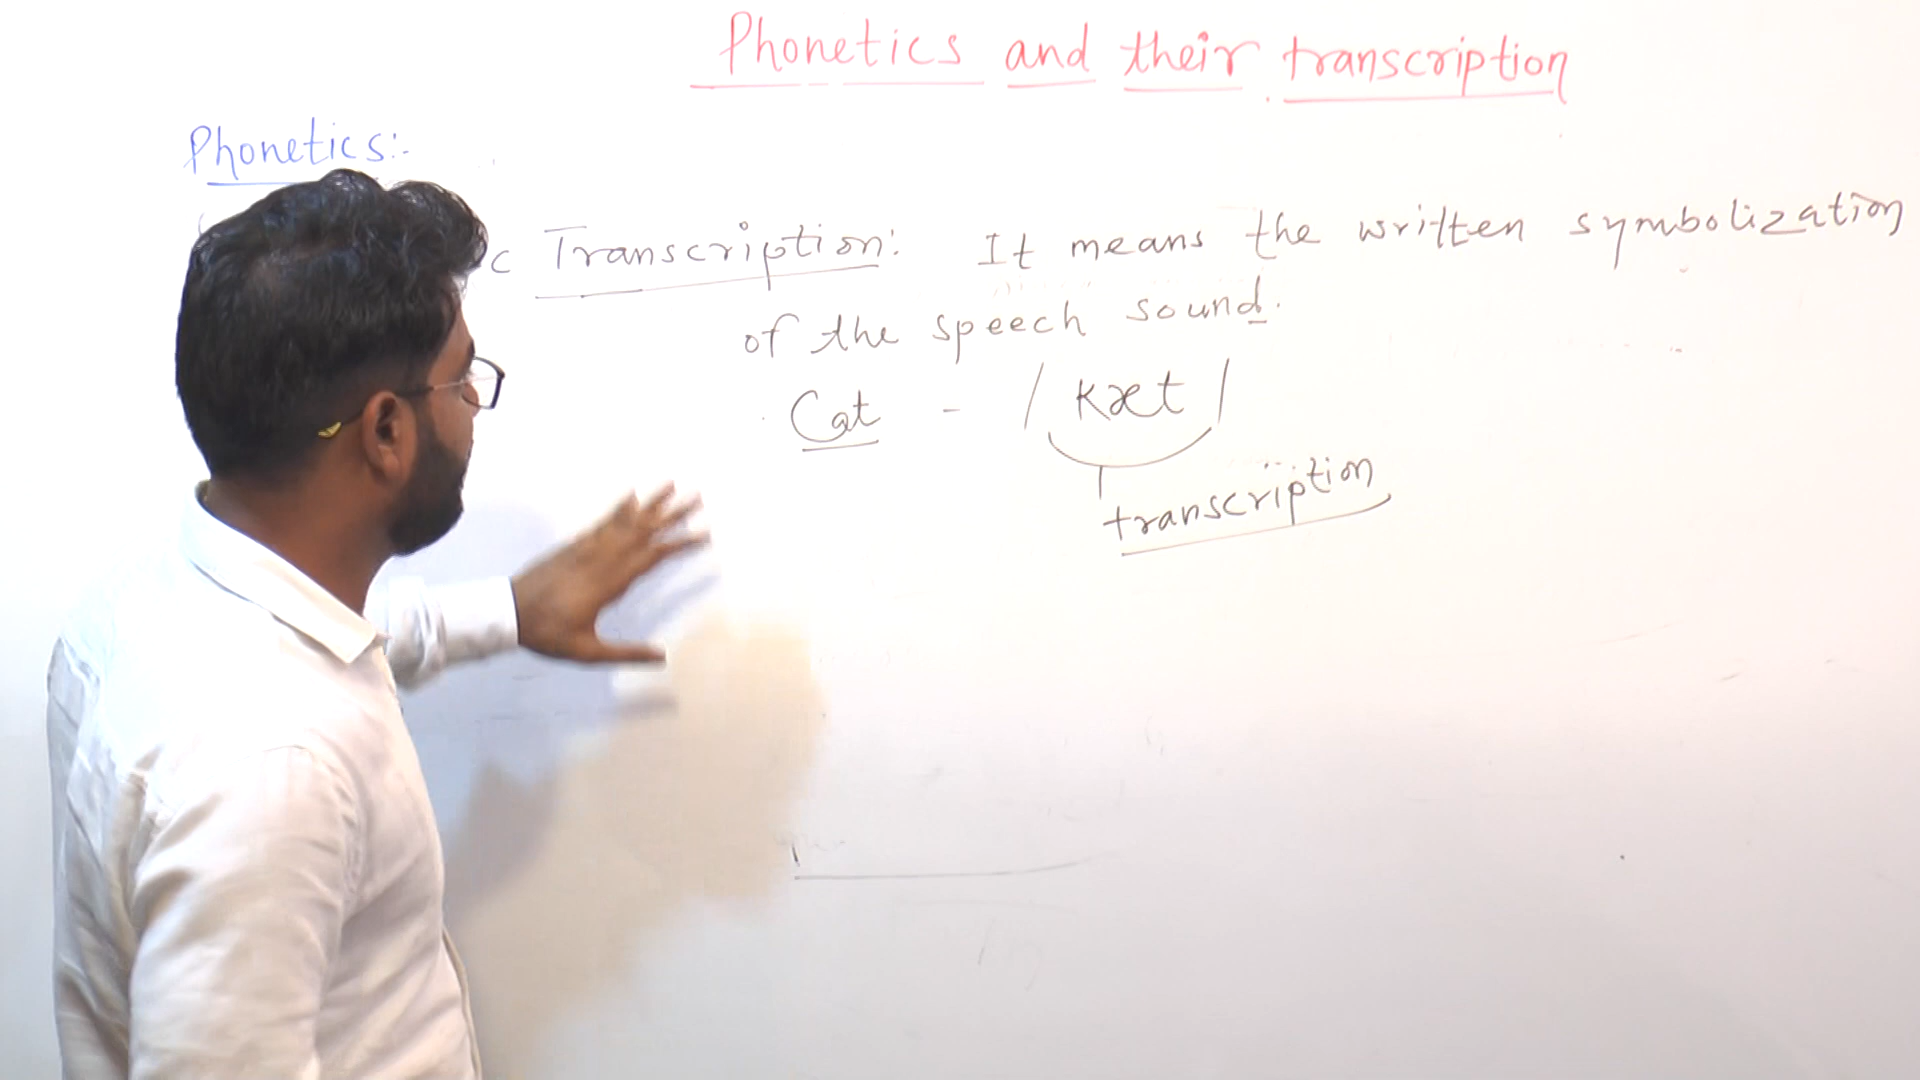 Phonetics and their transcription
Phonetics:-
c Transcription: It means the written symbolization
of the speech sound.
Cat - /kæt/
transcription